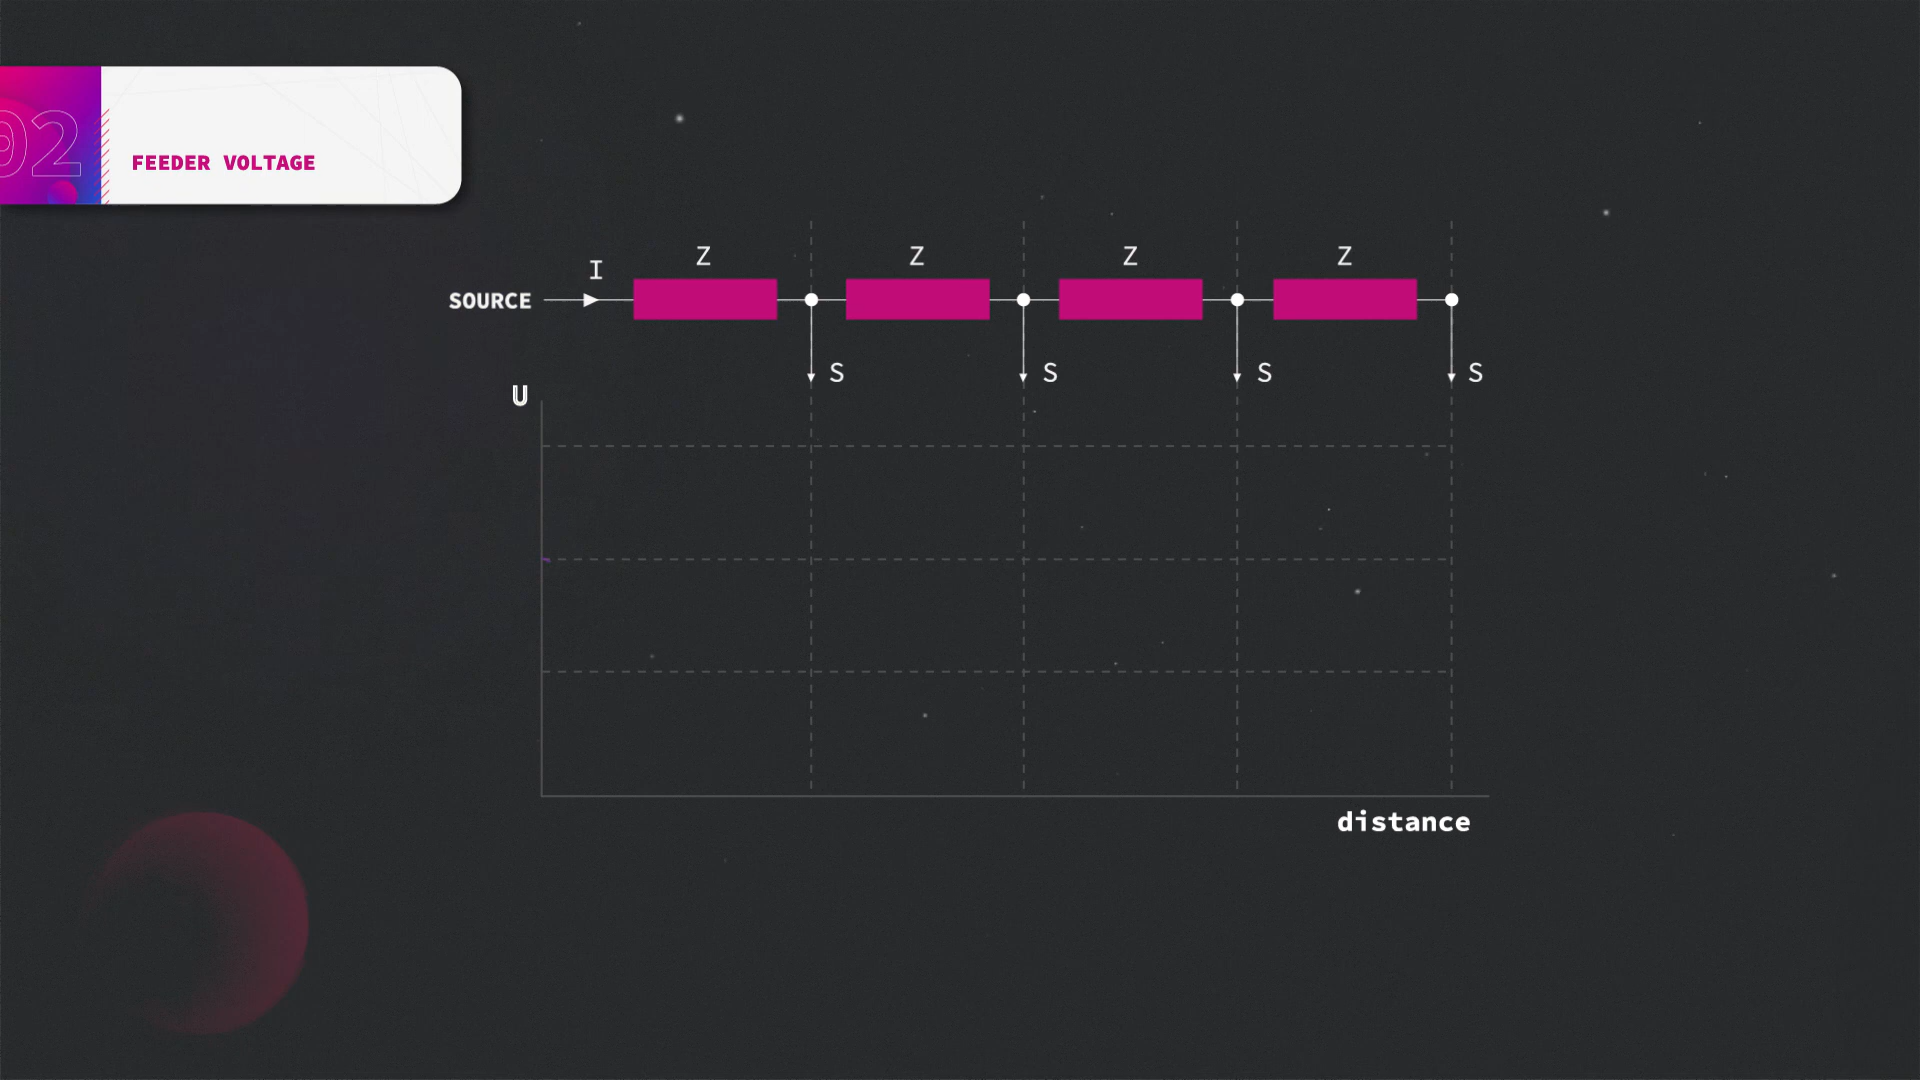 02
FEEDER VOLTAGE
Z Z Z Z
I
SOURCE
S S S S
U
distance